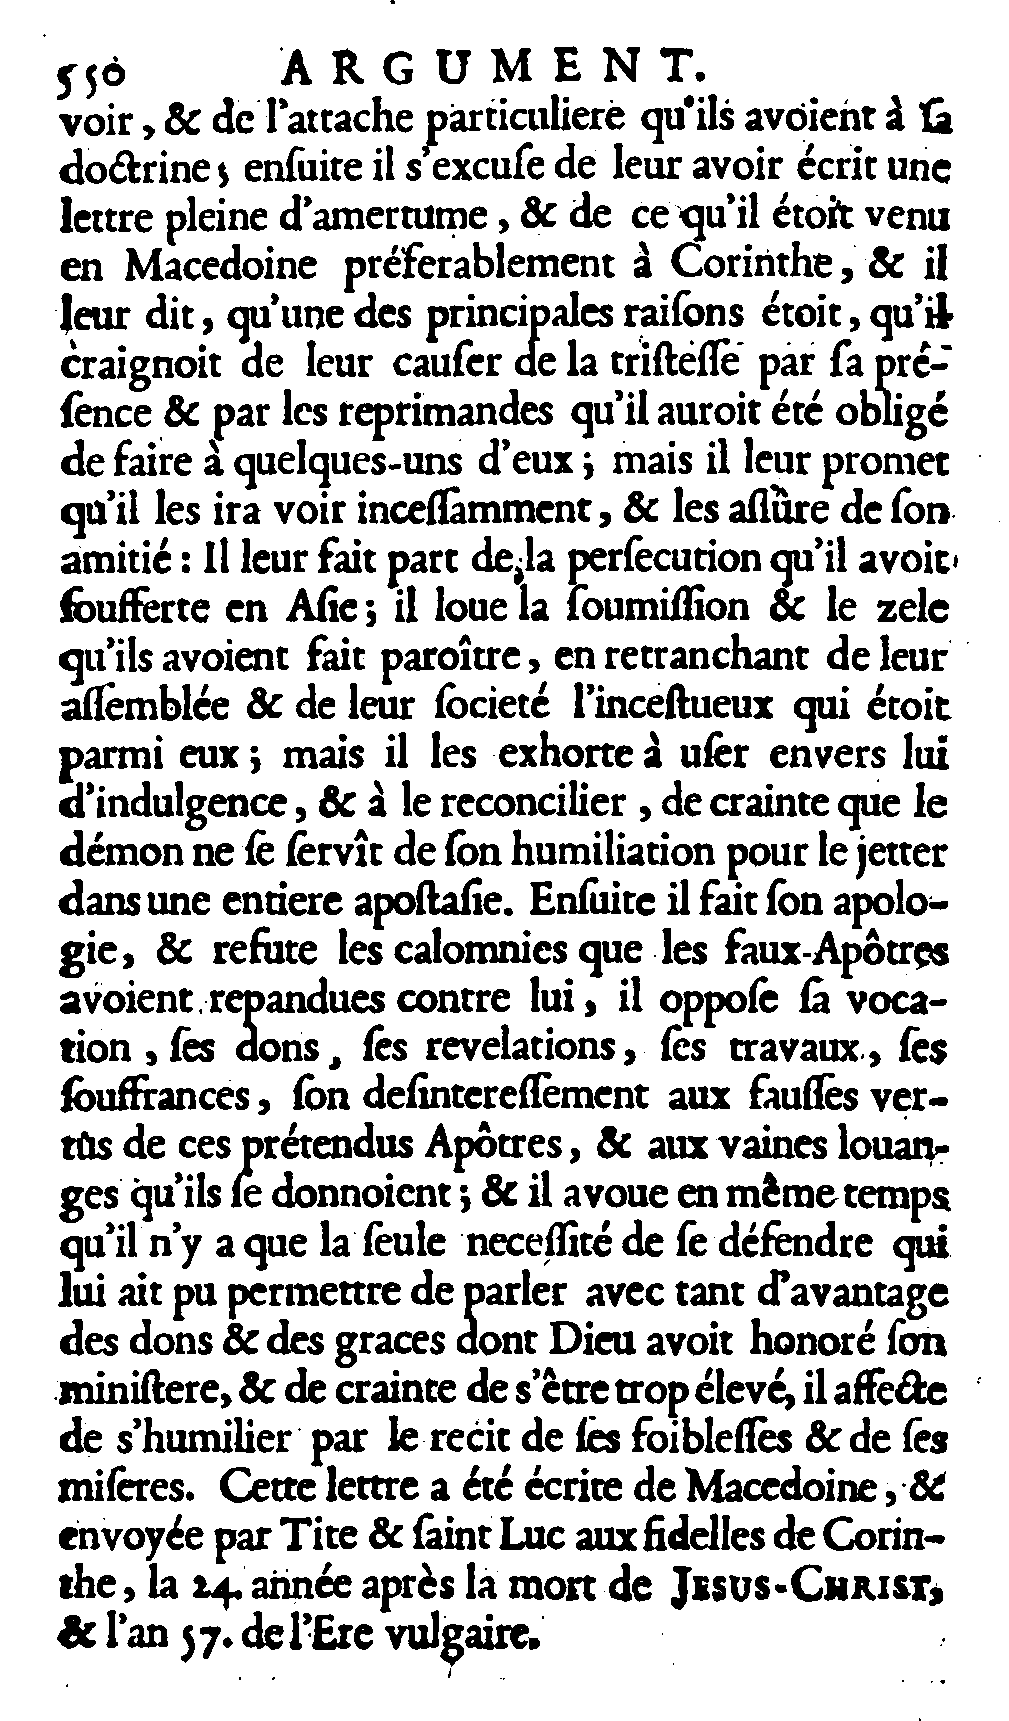 550 ARGUMENT.
voir, & de l'attache particuliere qu'ils avoient à ſa
doctrine; enſuite il s'excuſe de leur avoir écrit une
lettre pleine d'amertume, & de ce qu'il étoit venu
en Macedoine préferablement à Corinthe, & il
leur dit, qu'une des principales raiſons étoit, qu'il
craignoit de leur cauſer de la triſteſſe par ſa pré-
ſence & par les reprimandes qu'il auroit été obligé
de faire à quelques-uns d'eux; mais il leur promet
qu'il les ira voir inceſſamment, & les aſſûre de ſon
amitié: Il leur fait part de la perſecution qu'il avoit
ſoufferte en Aſie; il loue la ſoumiſſion & le zele
qu'ils avoient fait paroître, en retranchant de leur
aſſemblée & de leur ſocieté l'inceſtueux qui étoit
parmi eux; mais il les exhorte à uſer envers lui
d'indulgence, & à le reconcilier, de crainte que le
démon ne ſe ſervît de ſon humiliation pour le jetter
dans une entiere apoſtaſie. Enſuite il fait ſon apolo-
gie, & refute les calomnies que les faux-Apôtres
avoient repandues contre lui, il oppoſe ſa voca-
tion, ſes dons, ſes revelations, ſes travaux, ſes
ſouffrances, ſon deſintereſſement aux fauſſes ver-
tûs de ces prétendus Apôtres, & aux vaines louan-
ges qu'ils ſe donnoient; & il avoue en même temps
qu'il n'y a que la ſeule neceſſité de ſe défendre qui
lui ait pu permettre de parler avec tant d'avantage
des dons & des graces dont Dieu avoit honoré ſon
miniſtere, & de crainte de s'être trop élevé, il affecte
de s'humilier par le recit de ſes foibleſſes & de ſes
miſeres. Cette lettre a été écrite de Macedoine, &
envoyée par Tite & ſaint Luc aux fidelles de Corin-
the, la 24. année après la mort de JESUS-CHRIST,
& l'an 57. de l'Ere vulgaire.